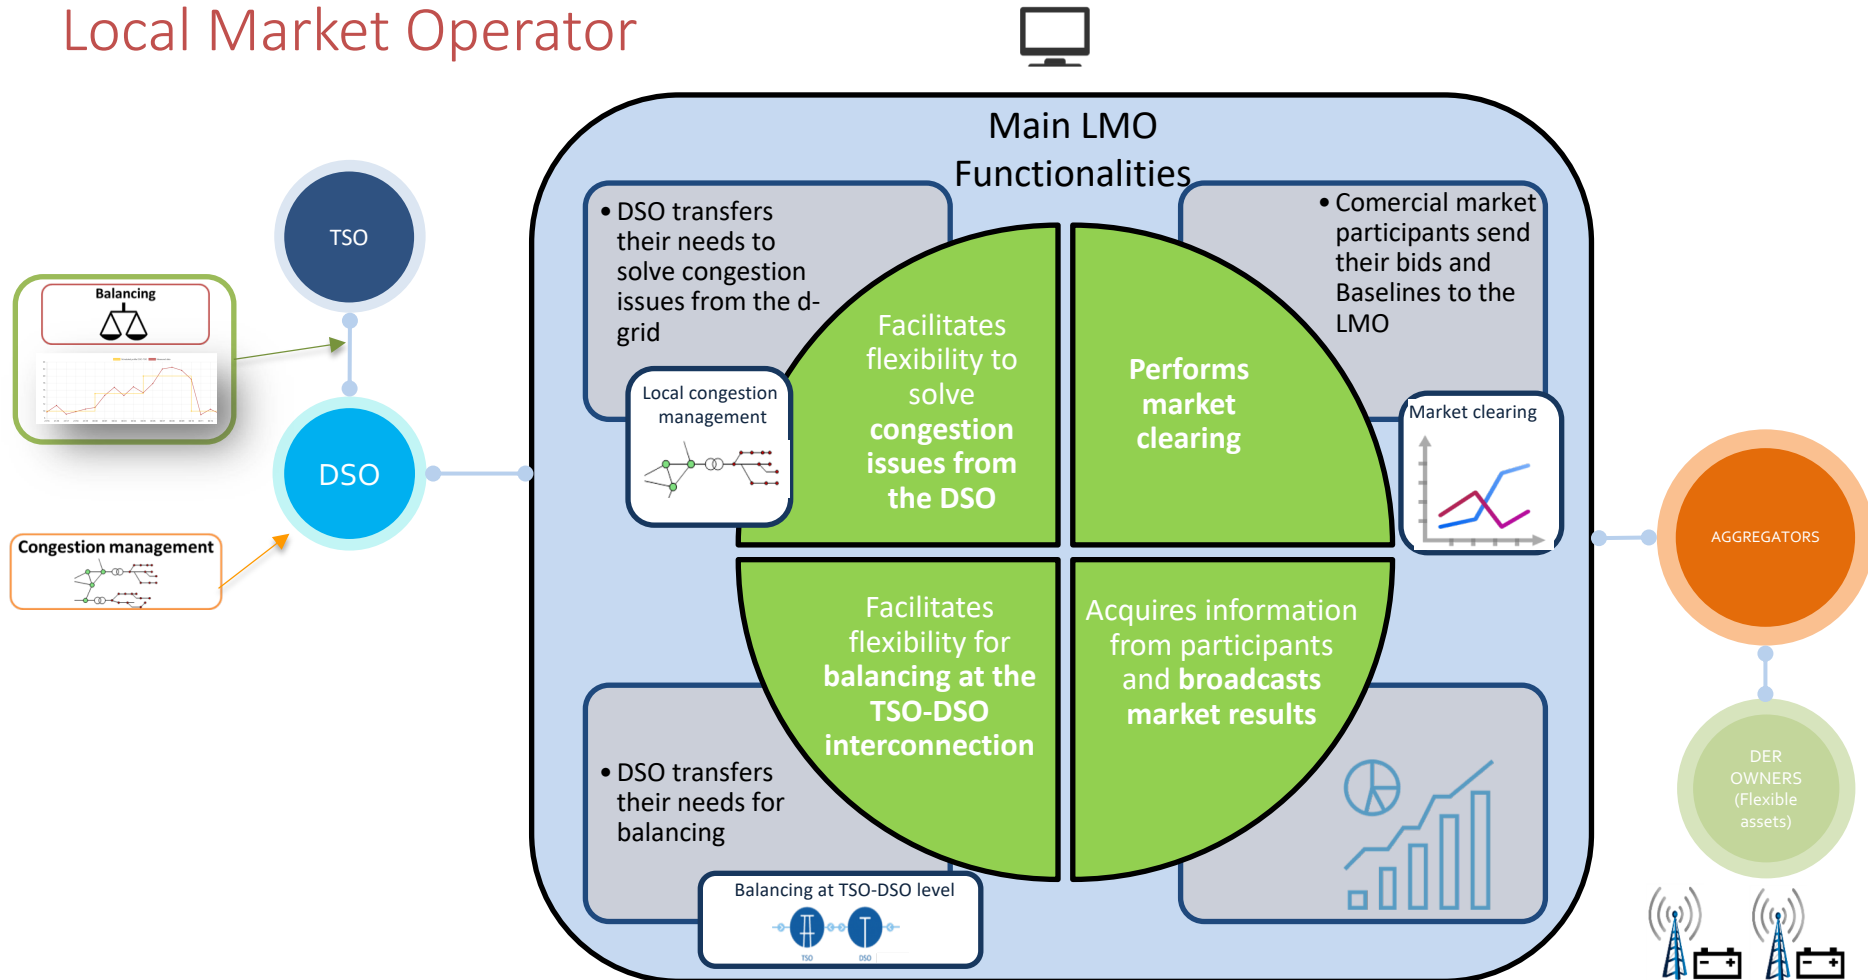 Local Market Operator
Main LMO
Functionalities
TSO
Balancing
DSO
Congestion management
• DSO transfers
their needs to
solve congestion
issues from the d-
grid
Local congestion
management
Facilitates
flexibility to
solve
congestion
issues from
the DSO
Performs
market
clearing
• Comercial market
participants send
their bids and
Baselines to the
LMO
Market clearing
Facilitates
flexibility for
balancing at the
TSO-DSO
interconnection
Acquires information
from participants
and broadcasts
market results
• DSO transfers
their needs for
balancing
Balancing at TSO-DSO level
TSO
DSO
AGGREGATORS
DER
OWNERS
(Flexible
assets)